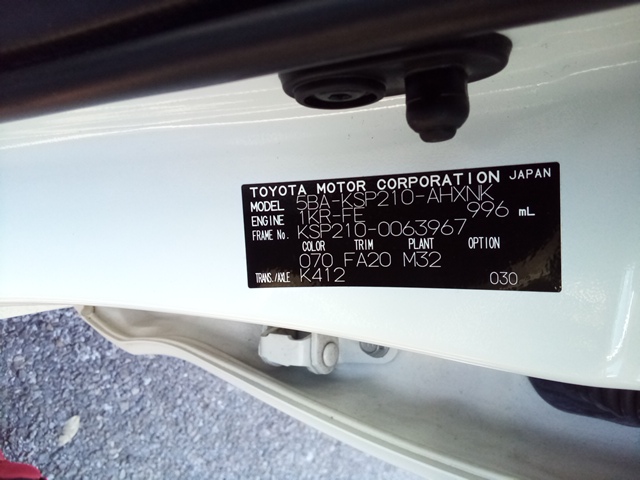 TOYOTA MOTOR CORPORATION JAPAN
MODEL 5BA-KSP210-AHXNK
ENGINE 1KR-FE 996 mL
FRAME No. KSP210-0063967
COLOR TRIM PLANT OPTION
070 FA20 M32
TRANS./AXLE K412 030